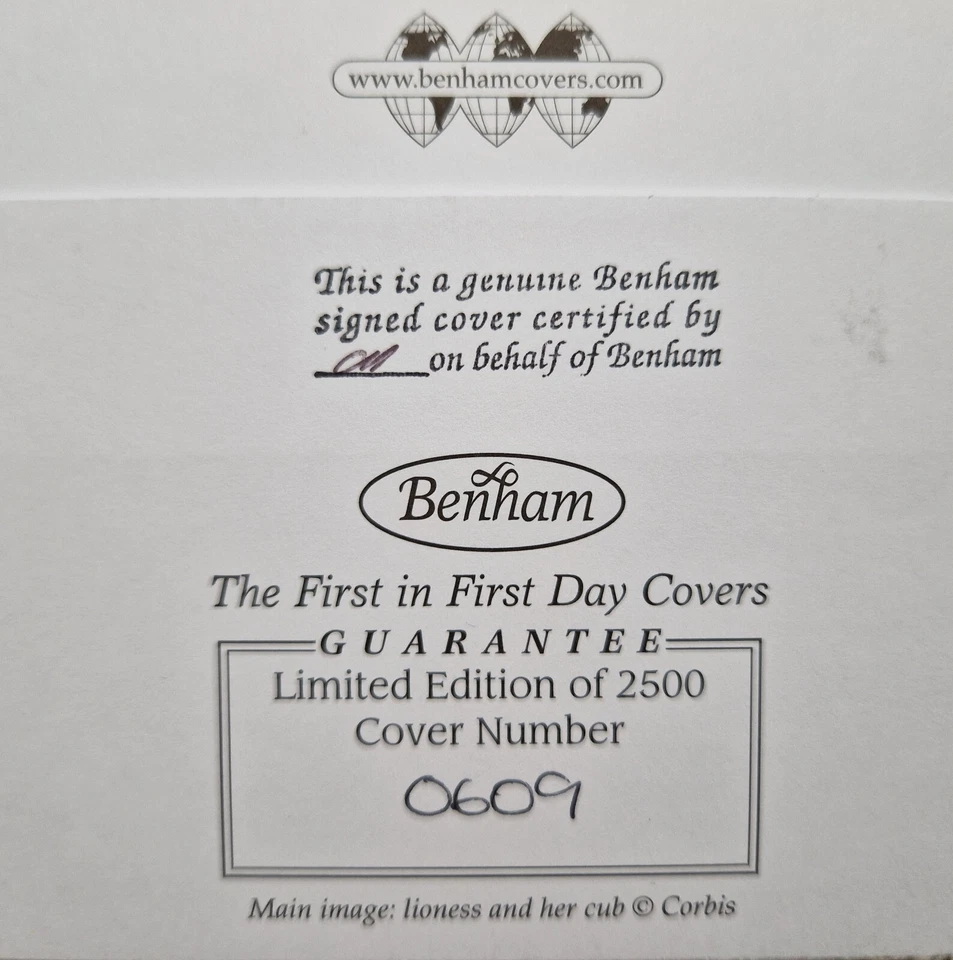 www.benhamcovers.com
This is a genuine Benham
signed cover certified by
on behalf of Benham
Benham
The First in First Day Covers
GUARANTEE
Limited Edition of 2500
Cover Number
0609
Main image: lioness and her cub © Corbis